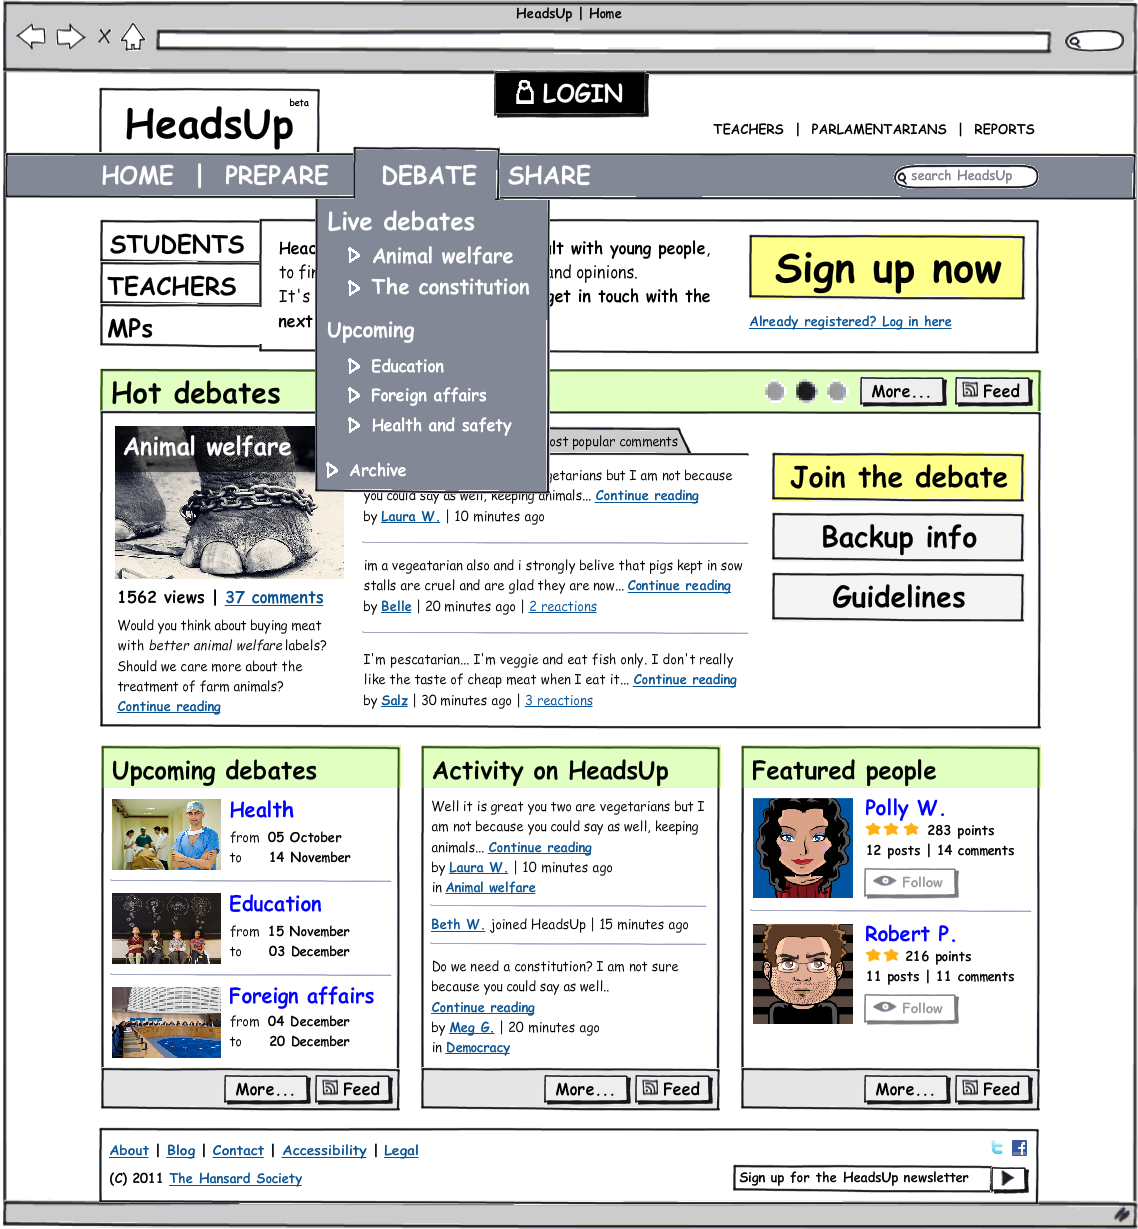 HeadsUp | Home
LOGIN
beta
HeadsUp
TEACHERS | PARLAMENTARIANS | REPORTS
HOME | PREPARE DEBATE SHARE
search HeadsUp
Live debates
Animal welfare
The constitution
Upcoming
Education
Foreign affairs
Health and safety
Archive
STUDENTS
TEACHERS
MPs
with young people,
to and opinions.
It's get in touch with the
next
Sign up now
Already registered? Log in here
Hot debates
More... Feed
Animal welfare
1562 views | 37 comments
Would you think about buying meat
with better animal welfare labels?
Should we care more about the
treatment of farm animals?
Continue reading
popular comments
but I am not because
you could say as well, keeping animals... Continue reading
by Laura W. | 10 minutes ago
im a vegeatarian also and i strongly belive that pigs kept in sow
stalls are cruel and are glad they are now... Continue reading
by Belle | 20 minutes ago | 2 reactions
I'm pescatarian... I'm veggie and eat fish only. I don't really
like the taste of cheap meat when I eat it... Continue reading
by Salz | 30 minutes ago | 3 reactions
Join the debate
Backup info
Guidelines
Upcoming debates
Health
from 05 October
to 14 November
Education
from 15 November
to 03 December
Foreign affairs
from 04 December
to 20 December
More... Feed
Activity on HeadsUp
Well it is great you two are vegetarians but I
am not because you could say as well, keeping
animals... Continue reading
by Laura W. | 10 minutes ago
in Animal welfare
Beth W. joined HeadsUp | 15 minutes ago
Do we need a constitution? I am not sure
because you could say as well..
Continue reading
by Meg G. | 20 minutes ago
in Democracy
More... Feed
Featured people
Polly W.
283 points
12 posts | 14 comments
Follow
Robert P.
216 points
11 posts | 11 comments
Follow
More... Feed
About | Blog | Contact | Accessibility | Legal
(C) 2011 The Hansard Society
Sign up for the HeadsUp newsletter